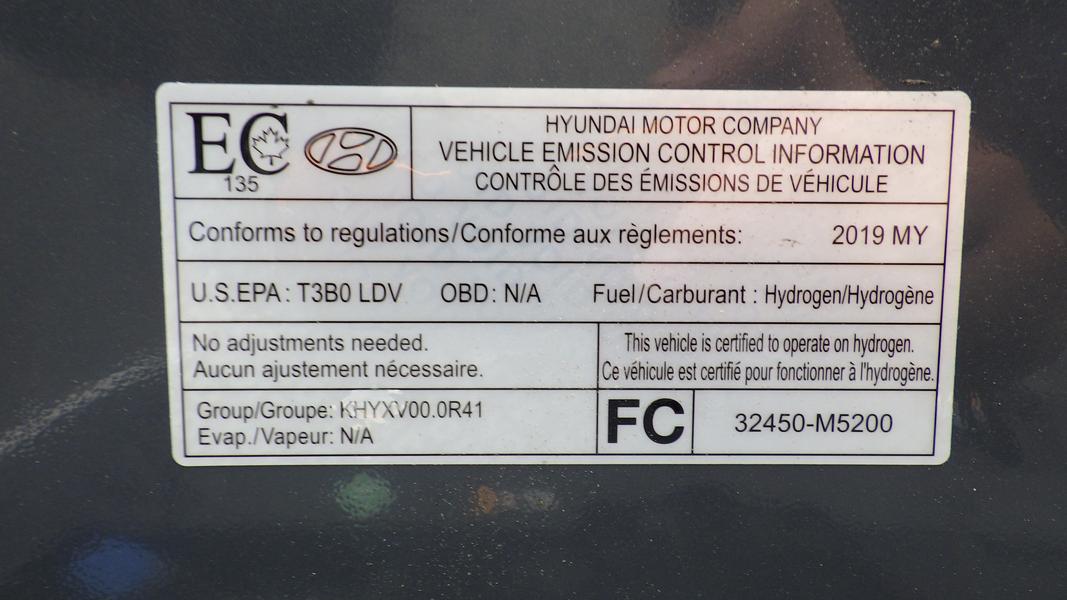 EC
135
HYUNDAI MOTOR COMPANY
VEHICLE EMISSION CONTROL INFORMATION
CONTRÔLE DES ÉMISSIONS DE VÉHICULE
Conforms to regulations/Conforme aux règlements: 2019 MY
U.S.EPA : T3B0 LDV OBD: N/A Fuel/Carburant : Hydrogen/Hydrogène
No adjustments needed.
Aucun ajustement nécessaire.
This vehicle is certified to operate on hydrogen.
Ce véhicule est certifié pour fonctionner à l'hydrogène.
Group/Groupe: KHYXV00.0R41
Evap./Vapeur: N/A
FC
32450-M5200